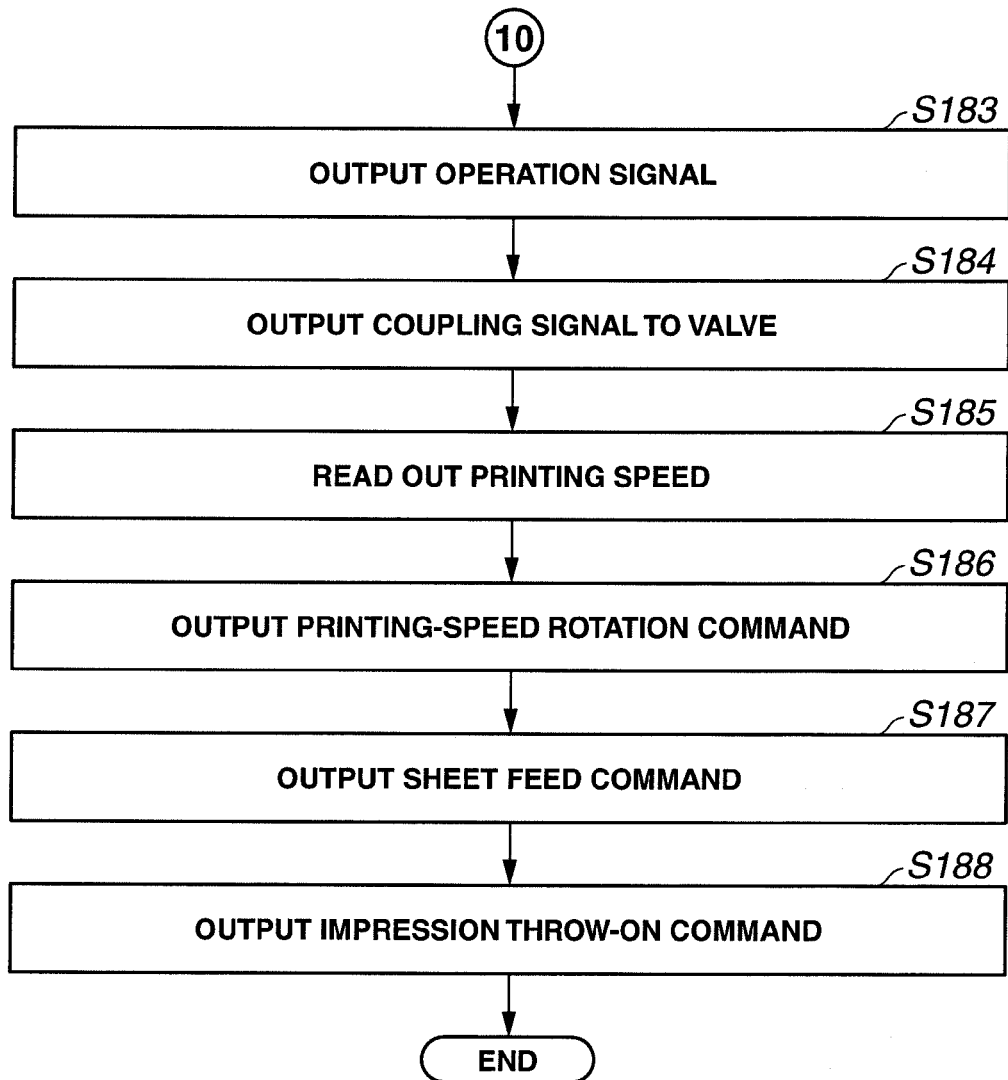 10
S183
OUTPUT OPERATION SIGNAL
S184
OUTPUT COUPLING SIGNAL TO VALVE
S185
READ OUT PRINTING SPEED
S186
OUTPUT PRINTING-SPEED ROTATION COMMAND
S187
OUTPUT SHEET FEED COMMAND
S188
OUTPUT IMPRESSION THROW-ON COMMAND
END